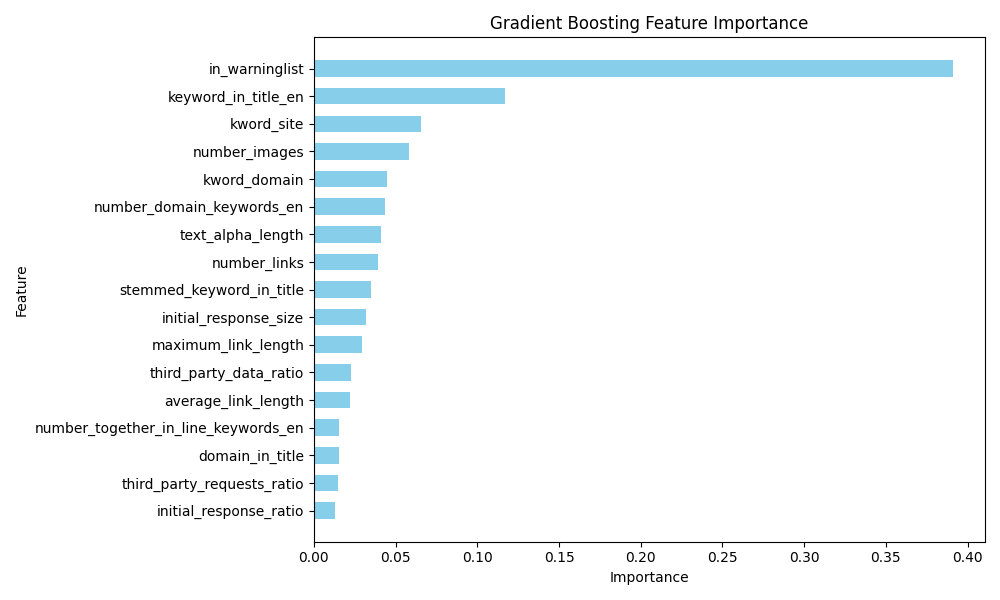 Gradient Boosting Feature Importance
in_warninglist
keyword_in_title_en
kword_site
number_images
kword_domain
number_domain_keywords_en
text_alpha_length
number_links
stemmed_keyword_in_title
initial_response_size
maximum_link_length
third_party_data_ratio
average_link_length
number_together_in_line_keywords_en
domain_in_title
third_party_requests_ratio
initial_response_ratio
Feature
0.00 0.05 0.10 0.15 0.20 0.25 0.30 0.35 0.40
Importance